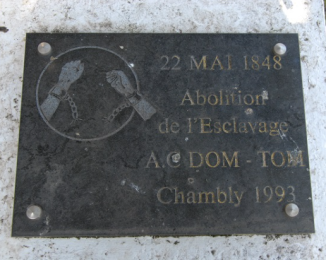 22 MAI 1848
Abolition
de l'Esclavage
A.C DOM - TOM
Chambly 1993